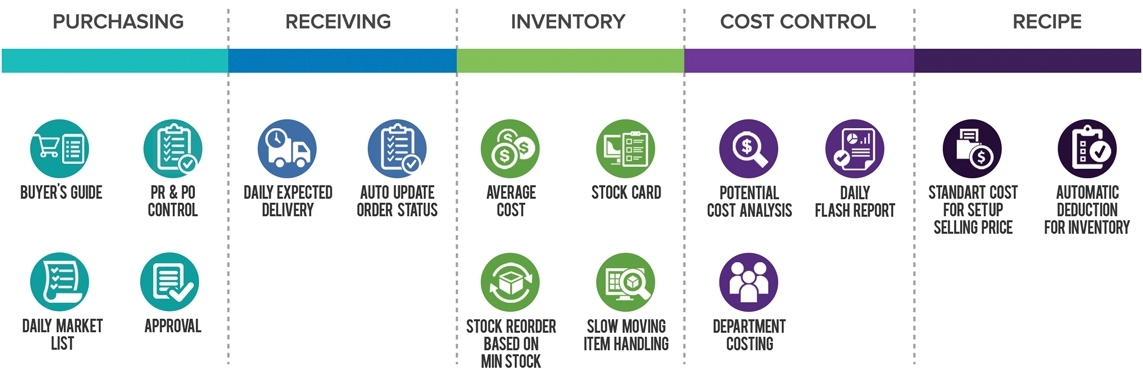 PURCHASING
RECEIVING
INVENTORY
COST CONTROL
RECIPE
BUYER'S GUIDE
PR & PO
CONTROL
DAILY MARKET
LIST
APPROVAL
DAILY EXPECTED
DELIVERY
AUTO UPDATE
ORDER STATUS
AVERAGE
COST
STOCK CARD
STOCK REORDER
BASED ON
MIN STOCK
SLOW MOVING
ITEM HANDLING
POTENTIAL
COST ANALYSIS
DAILY
FLASH REPORT
DEPARTMENT
COSTING
STANDART COST
FOR SETUP
SELLING PRICE
AUTOMATIC
DEDUCTION
FOR INVENTORY